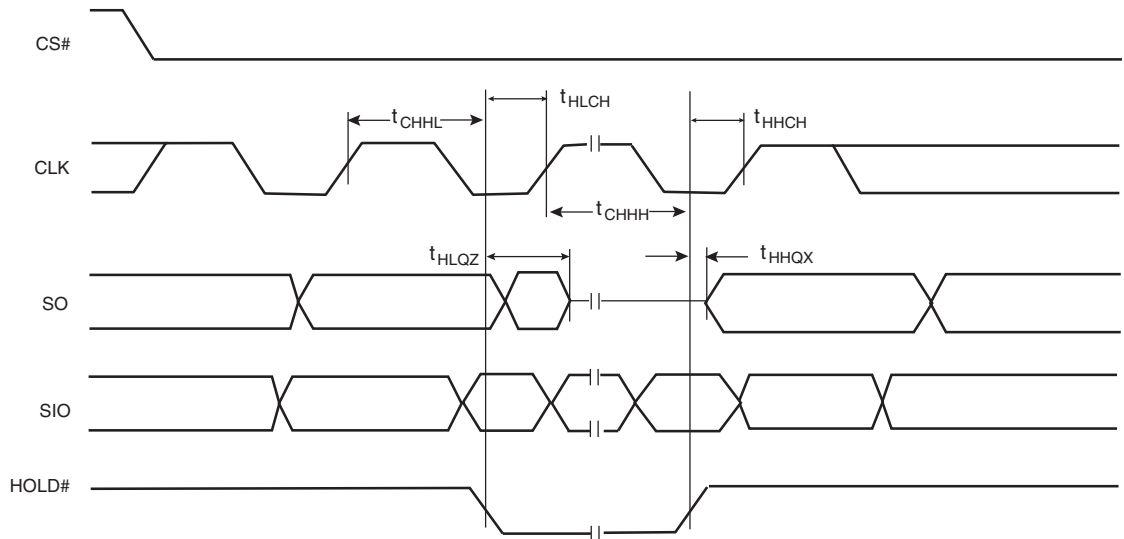 CS#
tHLCH
tCHHL
tHHCH
CLK
tCHHH
tHLQZ
tHHQX
SO
SIO
HOLD#